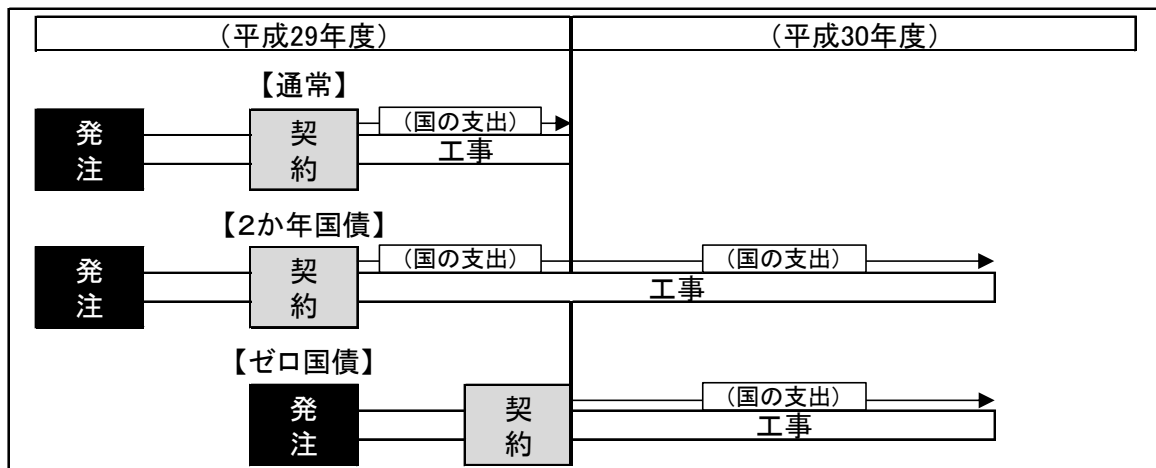 （平成29年度）
（平成30年度）
【通常】
発注
契約
（国の支出）
工事
【２か年国債】
発注
契約
（国の支出）
（国の支出）
工事
【ゼロ国債】
発注
契約
（国の支出）
工事